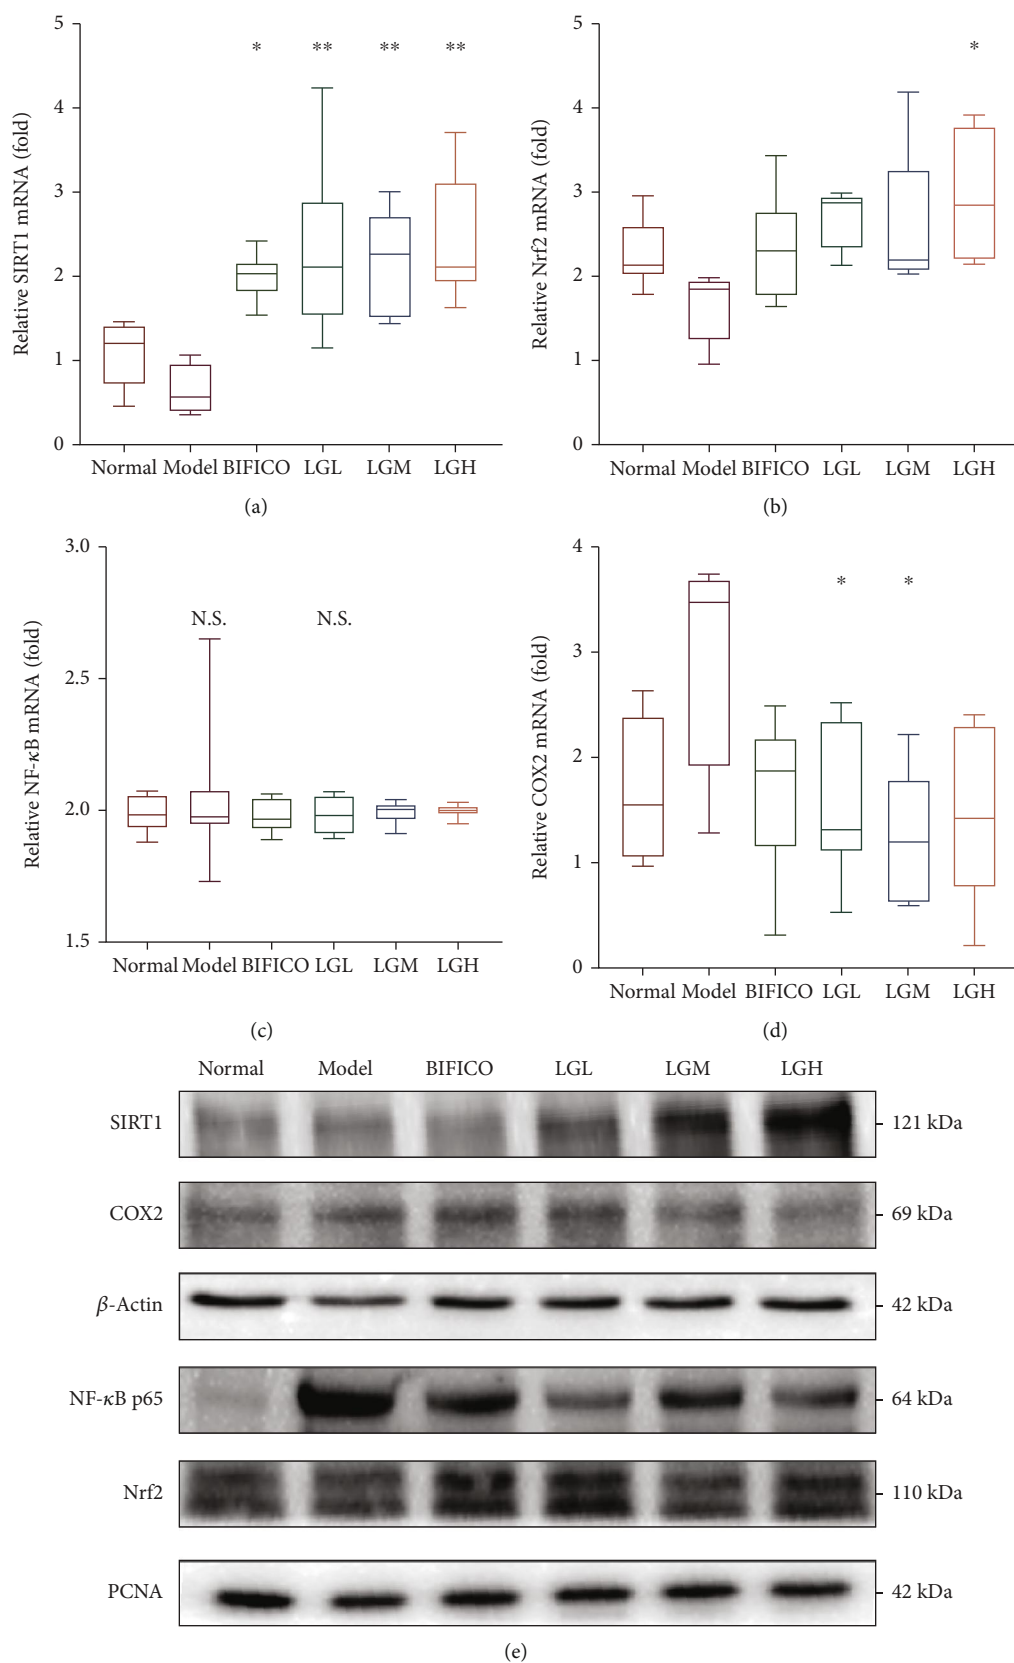 5
4
3
2
1
0
Relative SIRT1 mRNA (fold)
* ** ** **
Normal Model BIFICO LGL LGM LGH
(a)
5
4
3
2
1
0
Relative Nrf2 mRNA (fold)
*
Normal Model BIFICO LGL LGM LGH
(b)
3.0
2.5
2.0
1.5
Relative NF-κB mRNA (fold)
N.S. N.S.
Normal Model BIFICO LGL LGM LGH
(c)
4
3
2
1
0
Relative COX2 mRNA (fold)
* *
Normal Model BIFICO LGL LGM LGH
(d)
Normal Model BIFICO LGL LGM LGH
SIRT1 121 kDa
COX2 69 kDa
β-Actin 42 kDa
NF-κB p65 64 kDa
Nrf2 110 kDa
PCNA 42 kDa
(e)